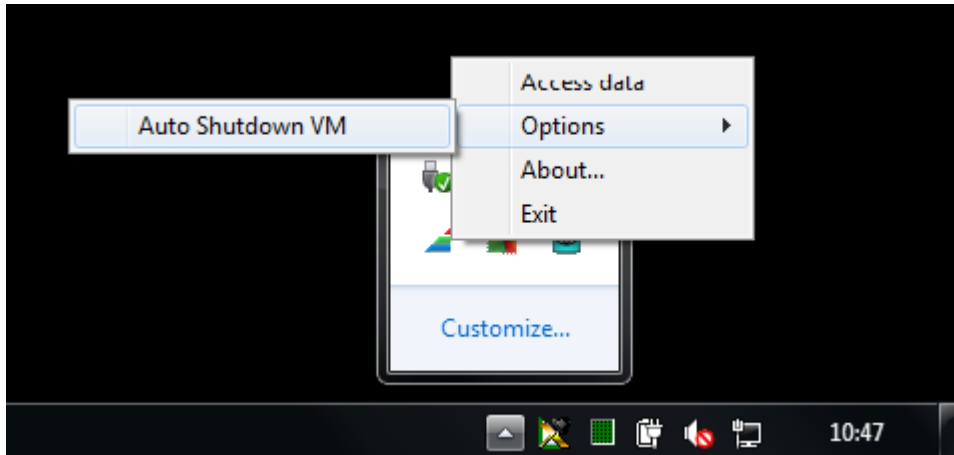 Access data
Auto Shutdown VM
Options
About...
Exit
Customize...
10:47